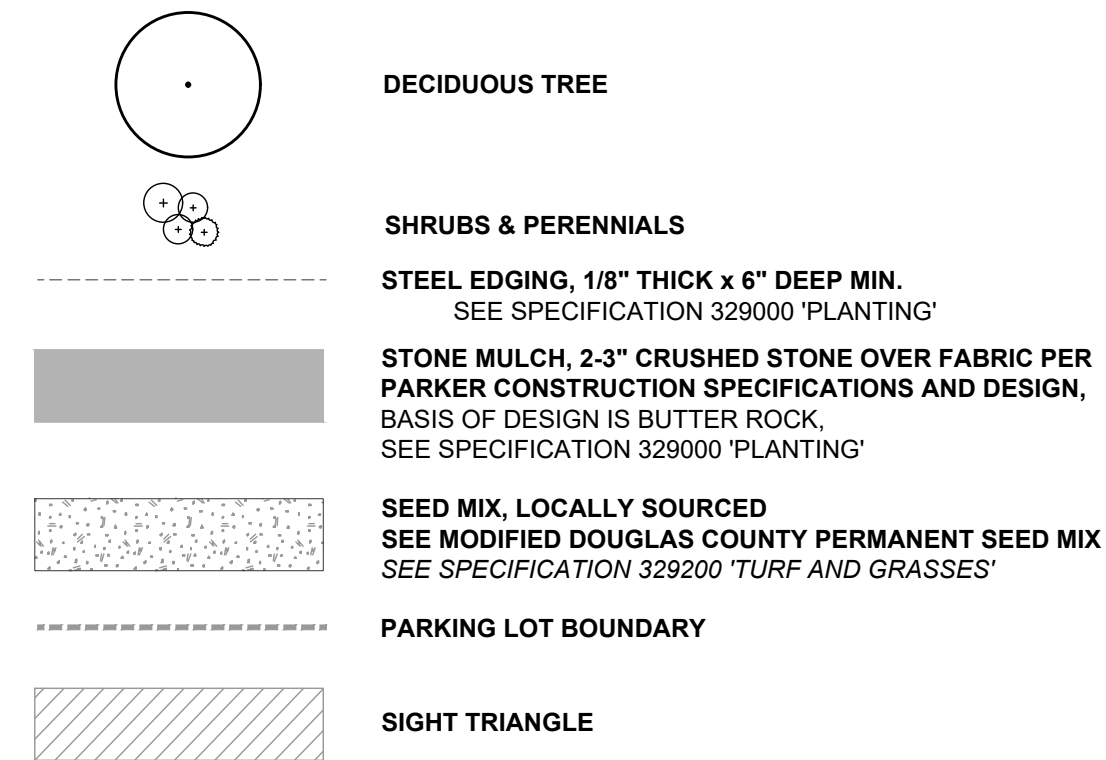 DECIDUOUS TREE
SHRUBS & PERENNIALS
STEEL EDGING, 1/8" THICK x 6" DEEP MIN.
SEE SPECIFICATION 329000 'PLANTING'
STONE MULCH, 2-3" CRUSHED STONE OVER FABRIC PER
PARKER CONSTRUCTION SPECIFICATIONS AND DESIGN,
BASIS OF DESIGN IS BUTTER ROCK,
SEE SPECIFICATION 329000 'PLANTING'
SEED MIX, LOCALLY SOURCED
SEE MODIFIED DOUGLAS COUNTY PERMANENT SEED MIX
SEE SPECIFICATION 329200 'TURF AND GRASSES'
PARKING LOT BOUNDARY
SIGHT TRIANGLE